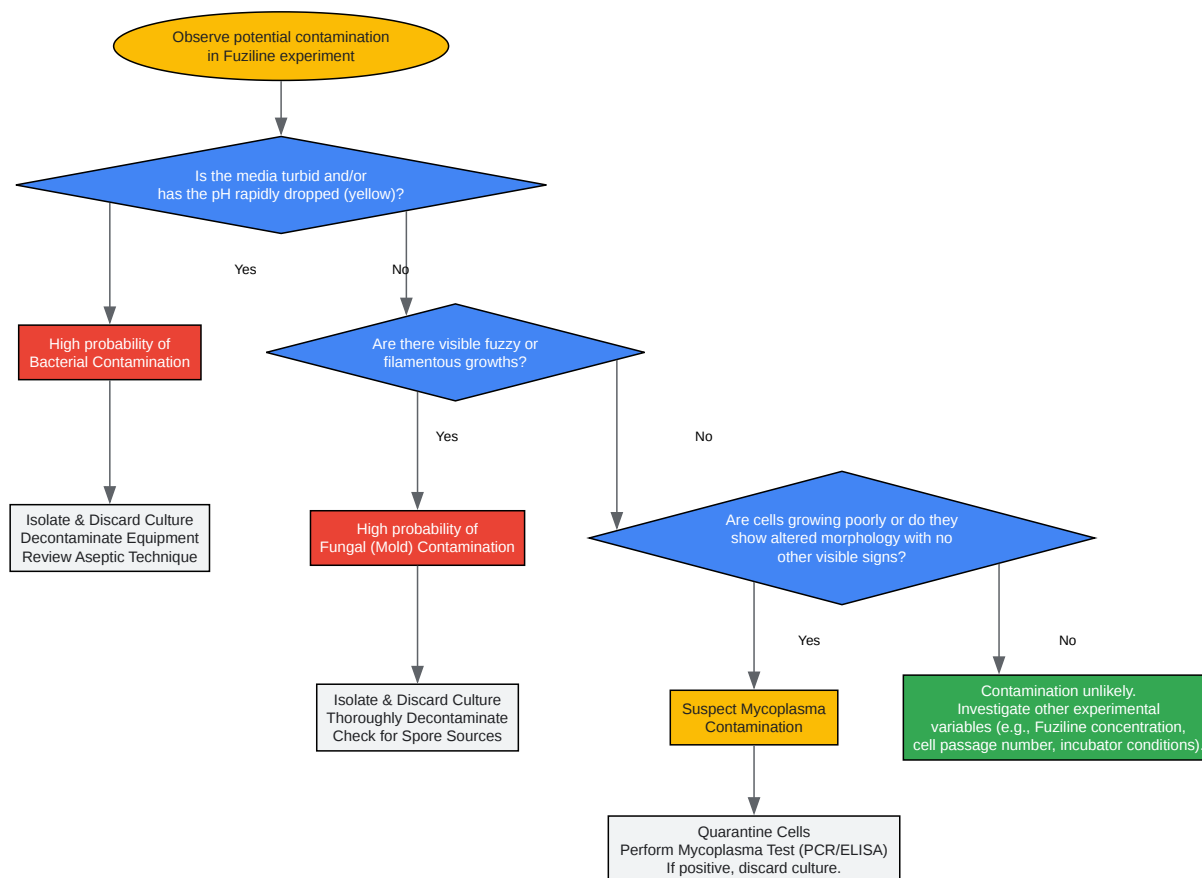 Observe potential contamination
in Fuziline experiment
Is the media turbid and/or
has the pH rapidly dropped (yellow)?
Yes
No
High probability of
Bacterial Contamination
Are there visible fuzzy or
filamentous growths?
Yes
No
Isolate & Discard Culture
Decontaminate Equipment
Review Aseptic Technique
High probability of
Fungal (Mold) Contamination
Are cells growing poorly or do they
show altered morphology with no
other visible signs?
Yes
No
Isolate & Discard Culture
Thoroughly Decontaminate
Check for Spore Sources
Suspect Mycoplasma
Contamination
Contamination unlikely.
Investigate other experimental
variables (e.g., Fuziline concentration,
cell passage number, incubator conditions).
Quarantine Cells
Perform Mycoplasma Test (PCR/ELISA)
If positive, discard culture.